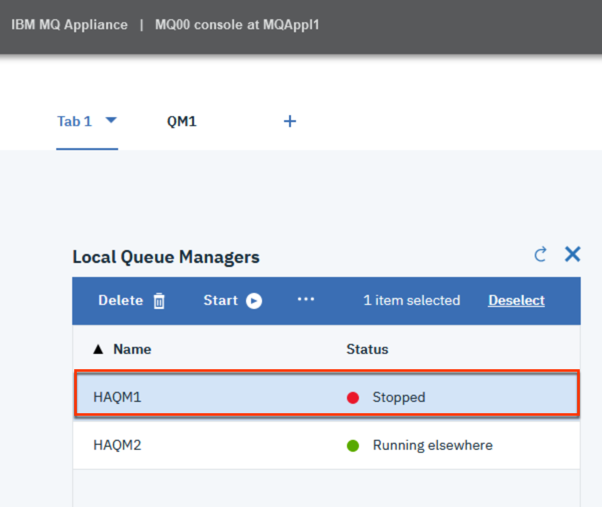 IBM MQ Appliance | MQ00 console at MQAppl1
Tab 1 QM1 +
Local Queue Managers
Delete Start ... 1 item selected Deselect
Name Status
HAQM1 Stopped
HAQM2 Running elsewhere